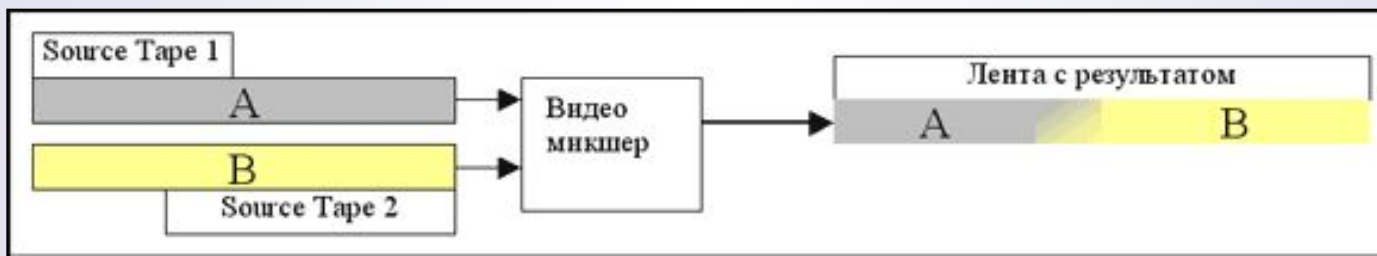 Source Tape 1
A
B
Source Tape 2
Видео
микшер
Лента с результатом
A B